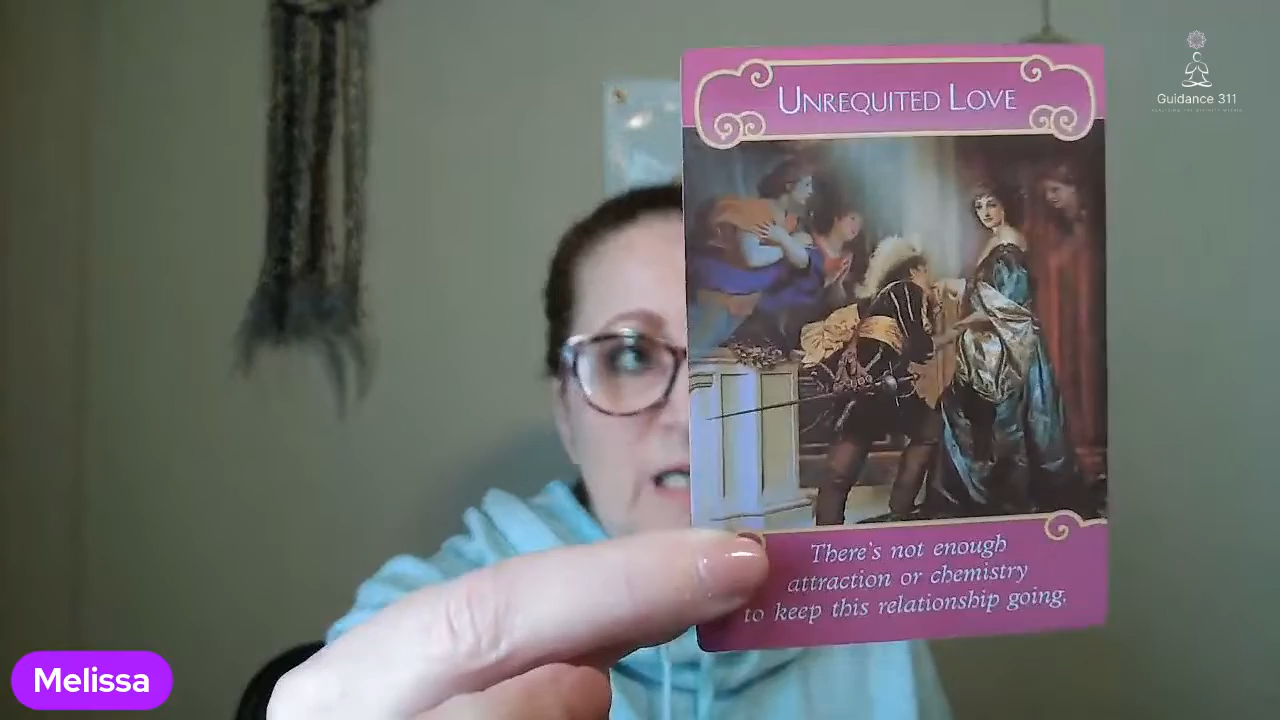 UNREQUITED LOVE
Guidance 311
There's not enough
attraction or chemistry
to keep this relationship going.
Melissa